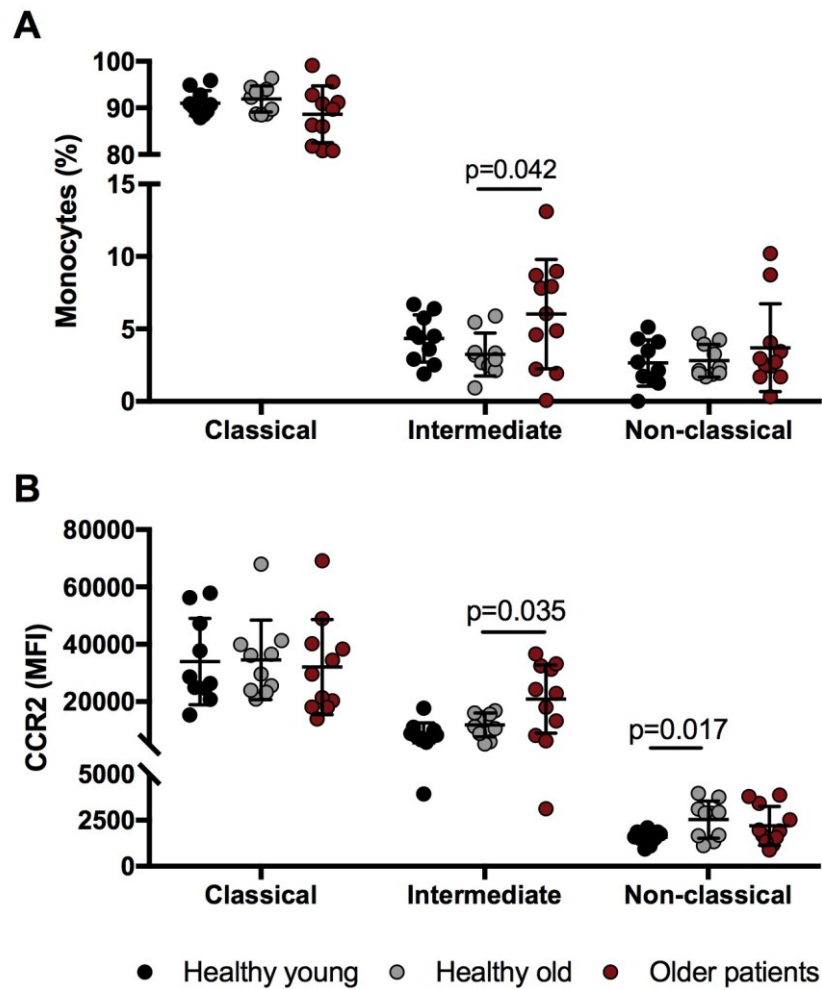 A
Monocytes (%)
100
90
80
15
p=0.042
10
5
0
Classical Intermediate Non-classical
B
CCR2 (MFI)
80000
60000
p=0.035
40000
20000
p=0.017
5000
2500
0
Classical Intermediate Non-classical
Healthy young Healthy old Older patients